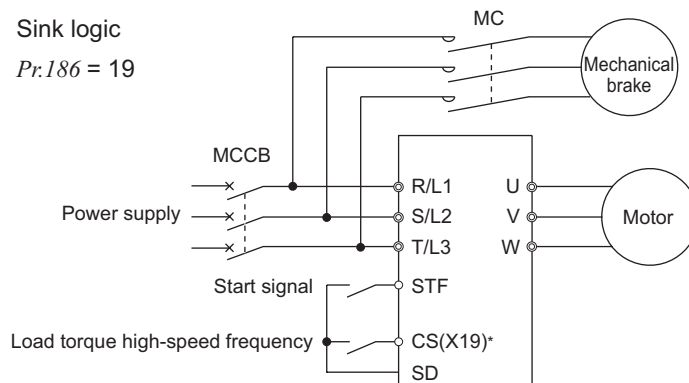 Sink logic
Pr.186 = 19
MC
Mechanical
brake
MCCB
R/L1
U
Power supply
S/L2
V
Motor
T/L3
W
Start signal
STF
Load torque high-speed frequency
CS(X19)*
SD